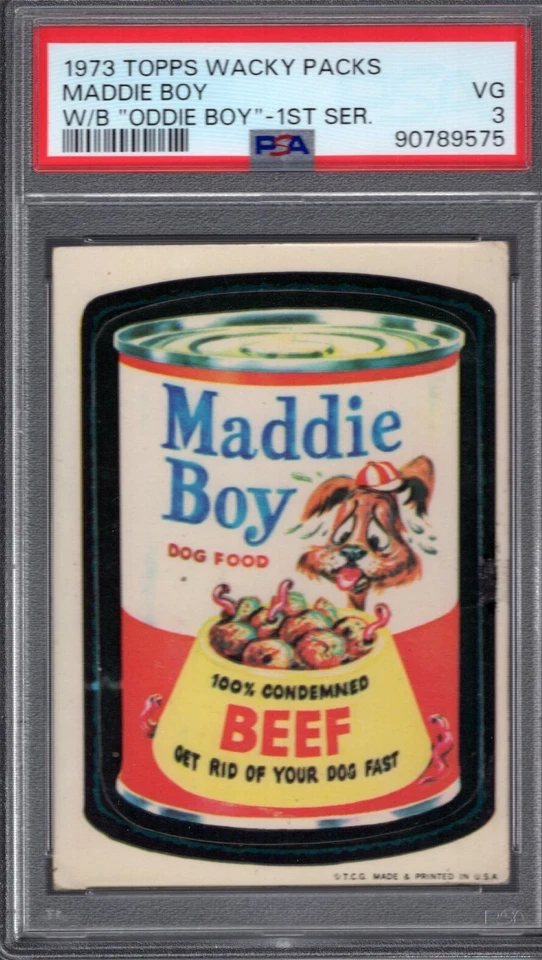 1973 TOPPS WACKY PACKS
MADDIE BOY VG
W/B "ODDIE BOY"-1ST SER. 3
PSA 90789575
Maddie
Boy
DOG FOOD
100% CONDEMNED
BEEF
GET RID OF YOUR DOG FAST
©T.C.G. MADE & PRINTED IN U.S.A.
PSA